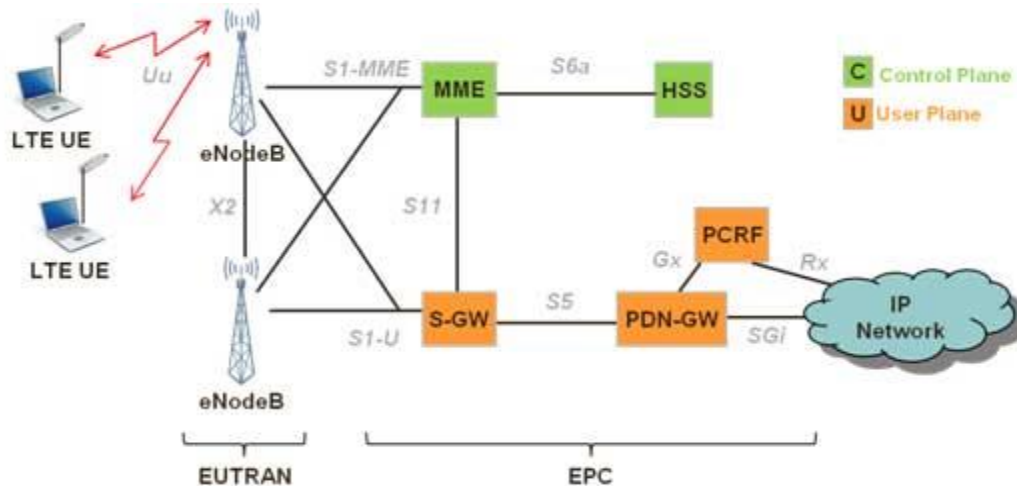 Uu
LTE UE
LTE UE
eNodeB
X2
eNodeB
S1-MME
MME
S6a
HSS
C Control Plane
U User Plane
S11
PCRF
Gx
Rx
S1-U
S-GW
S5
PDN-GW
SGi
IP
Network
EUTRAN
EPC